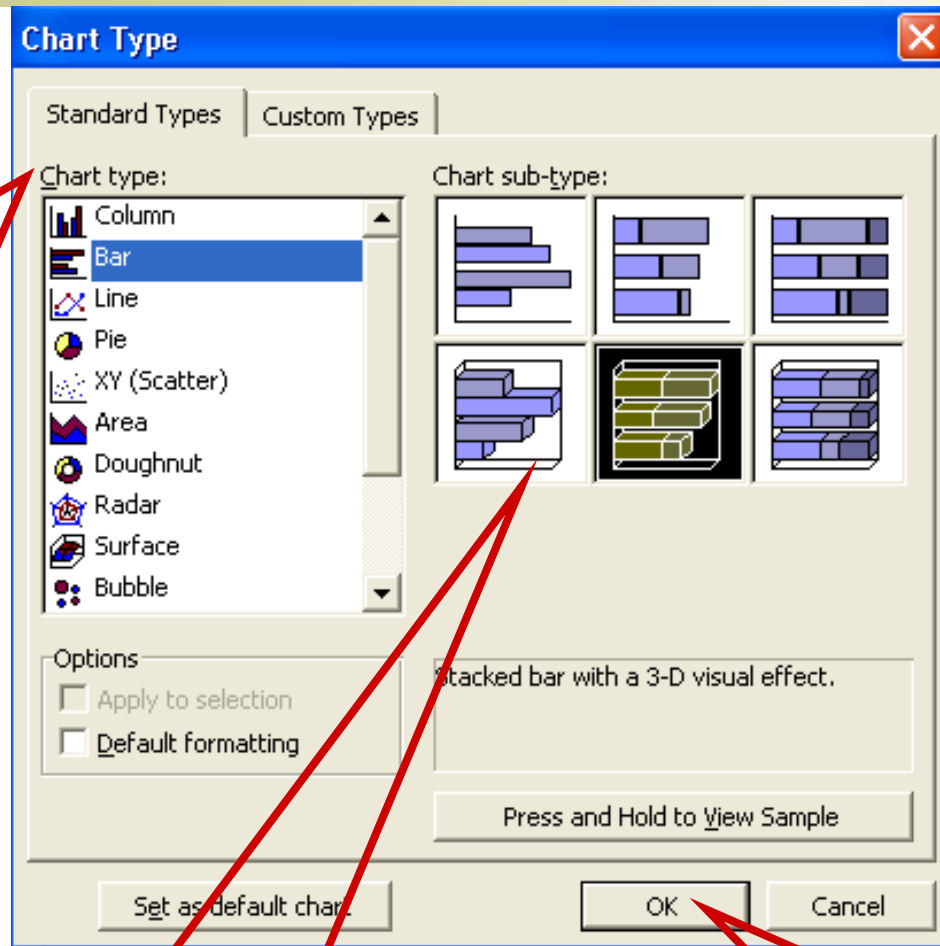 Chart Type
Standard Types
Custom Types
Chart type:
Chart sub-type:
Column
Bar
Line
Pie
XY (Scatter)
Area
Doughnut
Radar
Surface
Bubble
Options
Apply to selection
Default formatting
Stacked bar with a 3-D visual effect.
Press and Hold to View Sample
Set as default chart
OK
Cancel